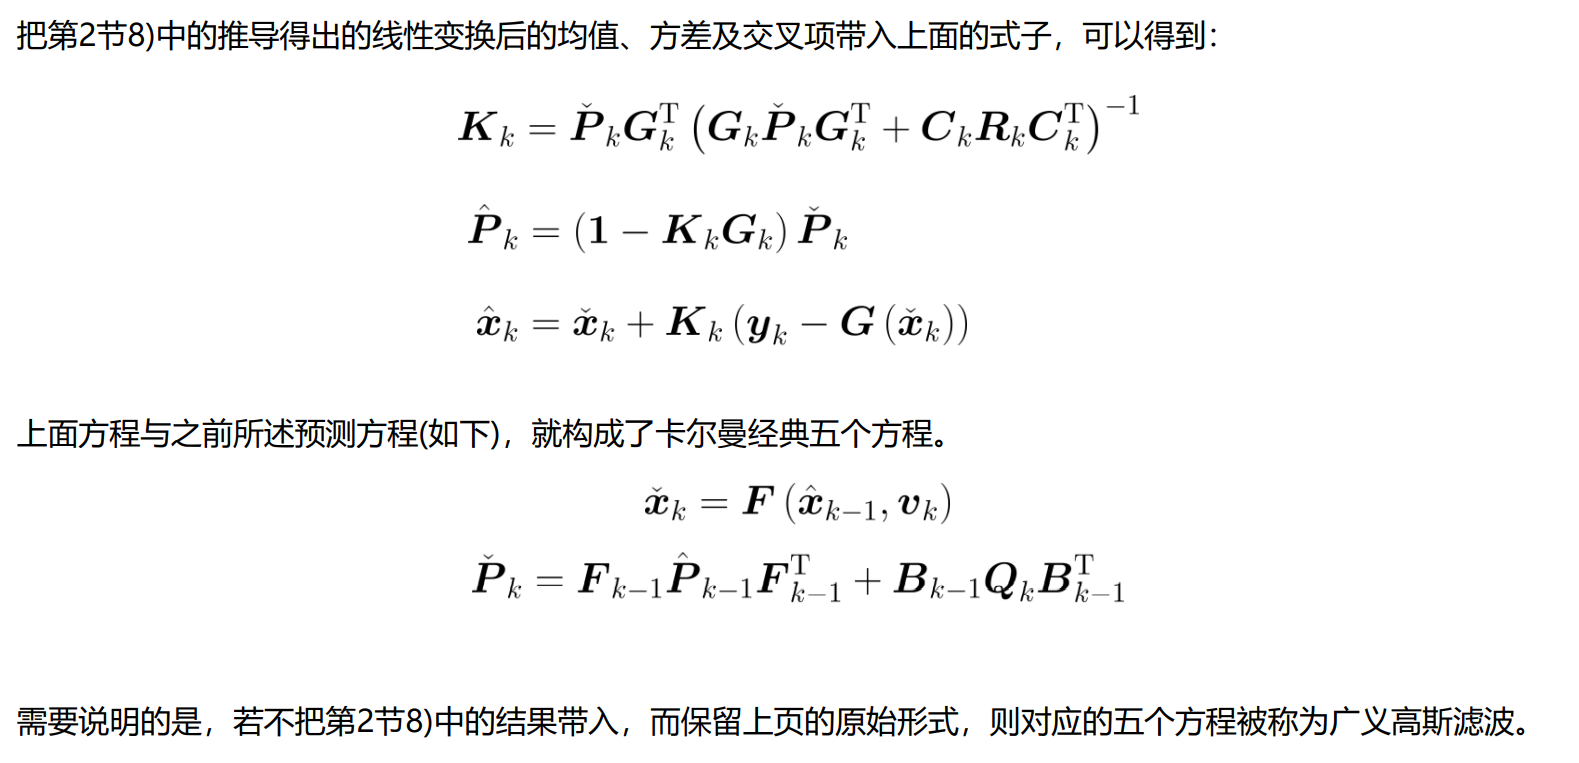 把第2节8)中的推导得出的线性变换后的均值、方差及交叉项带入上面的式子，可以得到：
$\boldsymbol{K}_k = \check{\boldsymbol{P}}_k \boldsymbol{G}_k^{\mathrm{T}} \left( \boldsymbol{G}_k \check{\boldsymbol{P}}_k \boldsymbol{G}_k^{\mathrm{T}} + \boldsymbol{C}_k \boldsymbol{R}_k \boldsymbol{C}_k^{\mathrm{T}} \right)^{-1}$
$\hat{\boldsymbol{P}}_k = \left( \mathbf{1} - \boldsymbol{K}_k \boldsymbol{G}_k \right) \check{\boldsymbol{P}}_k$
$\hat{\boldsymbol{x}}_k = \check{\boldsymbol{x}}_k + \boldsymbol{K}_k \left( \boldsymbol{y}_k - \boldsymbol{G} \left( \check{\boldsymbol{x}}_k \right) \right)$
上面方程与之前所述预测方程(如下)，就构成了卡尔曼经典五个方程。
$\check{\boldsymbol{x}}_k = \boldsymbol{F} \left( \hat{\boldsymbol{x}}_{k-1}, \boldsymbol{v}_k \right)$
$\check{\boldsymbol{P}}_k = \boldsymbol{F}_{k-1} \hat{\boldsymbol{P}}_{k-1} \boldsymbol{F}_{k-1}^{\mathrm{T}} + \boldsymbol{B}_{k-1} \boldsymbol{Q}_k \boldsymbol{B}_{k-1}^{\mathrm{T}}$
需要说明的是，若不把第2节8)中的结果带入，而保留上页的原始形式，则对应的五个方程被称为广义高斯滤波。